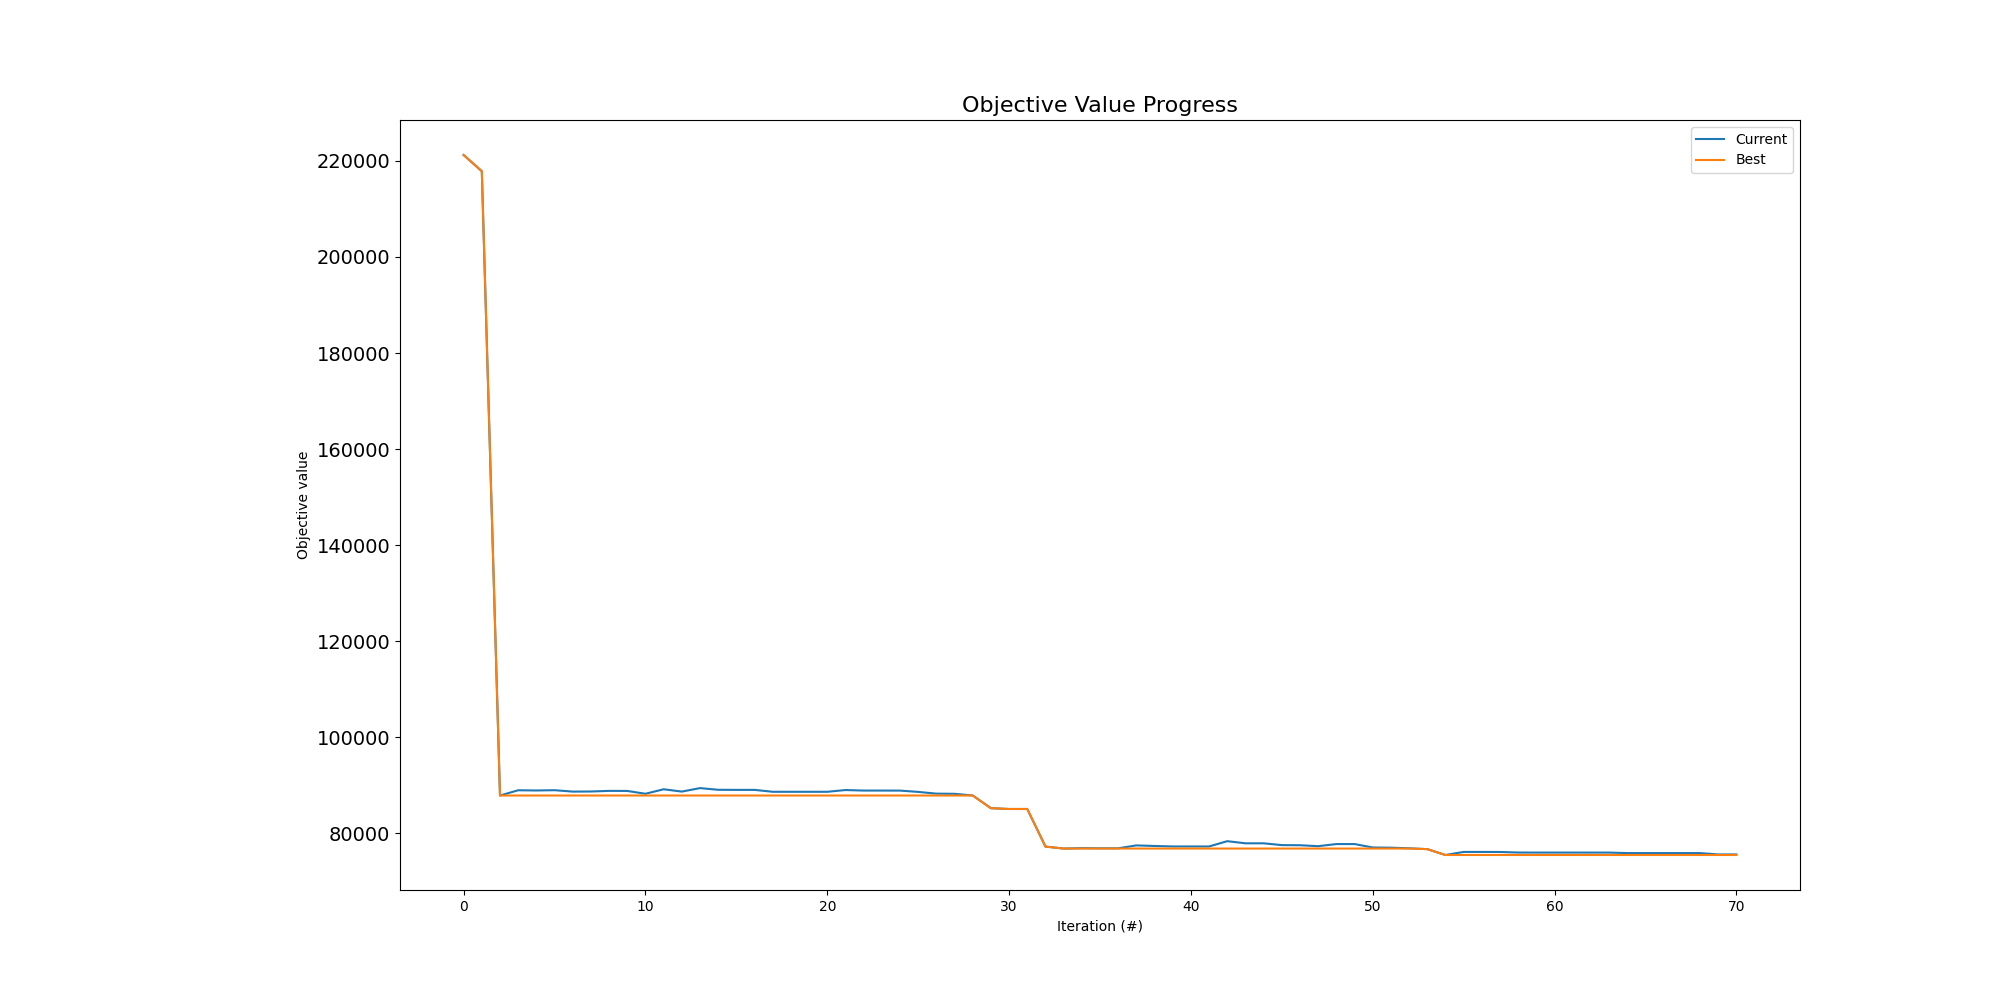 Objective Value Progress
Current
Best
220000
200000
180000
160000
140000
120000
100000
80000
Objective value
0 10 20 30 40 50 60 70
Iteration (#)